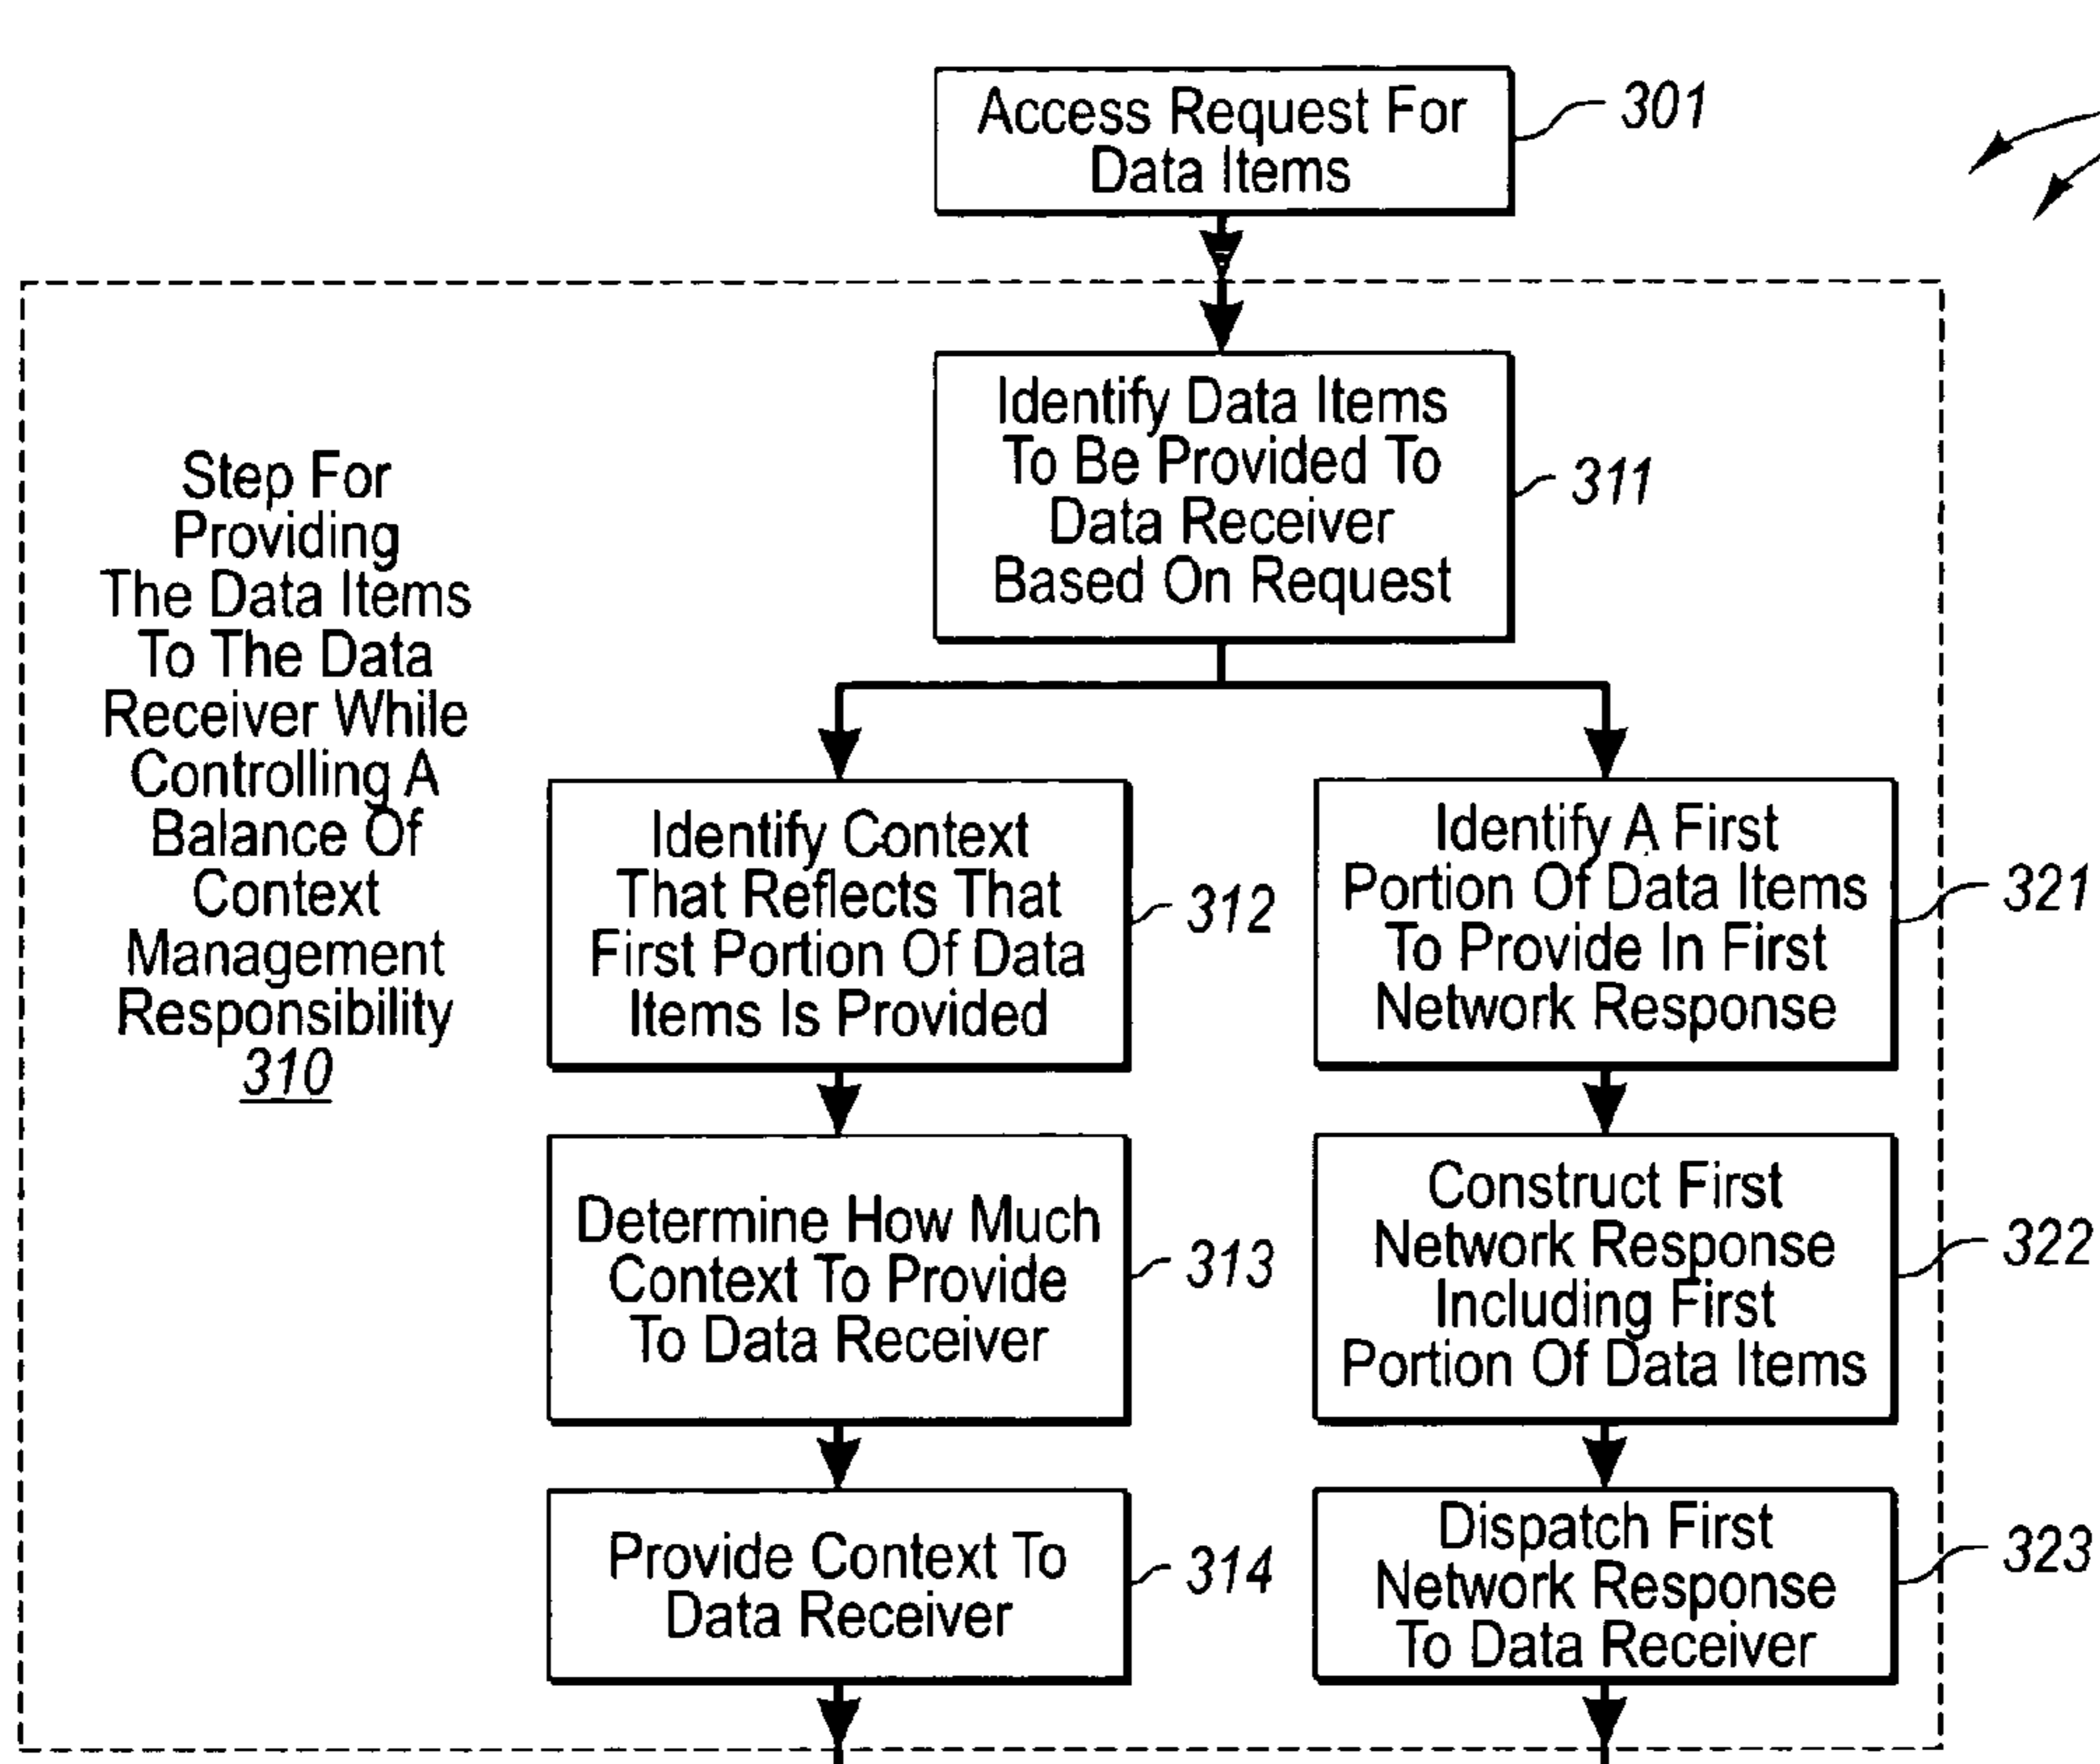 Access Request For
Data Items
301
Identify Data Items
To Be Provided To
Data Receiver
Based On Request
311
Step For
Providing
The Data Items
To The Data
Receiver While
Controlling A
Balance Of
Context
Management
Responsibility
310
Identify Context
That Reflects That
First Portion Of Data
Items Is Provided
312
Identify A First
Portion Of Data Items
To Provide In First
Network Response
321
Determine How Much
Context To Provide
To Data Receiver
313
Construct First
Network Response
Including First
Portion Of Data Items
322
Provide Context To
Data Receiver
314
Dispatch First
Network Response
To Data Receiver
323